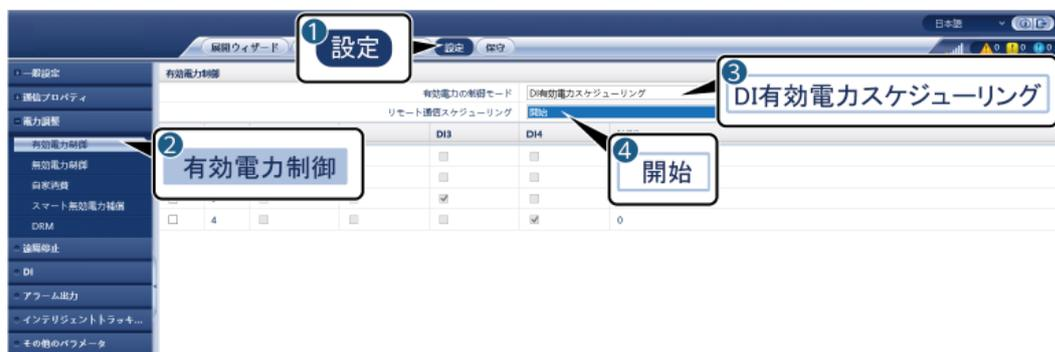 日本語
展開ウィザード
設定
保守
0
0
0
1 設定
一般設定
通信プロパティ
電力調整
有効電力制御
無効電力制御
自家消費
スマート無効電力補償
DRM
遠隔停止
DI
アラーム出力
インテリジェントトラッキ...
その他のパラメータ
有効電力制御
有効電力の制御モード DI有効電力スケジューリング
リモート通信スケジューリング 開始
3 DI有効電力スケジューリング
2 有効電力制御
4 開始
DI3 DI4
4 0